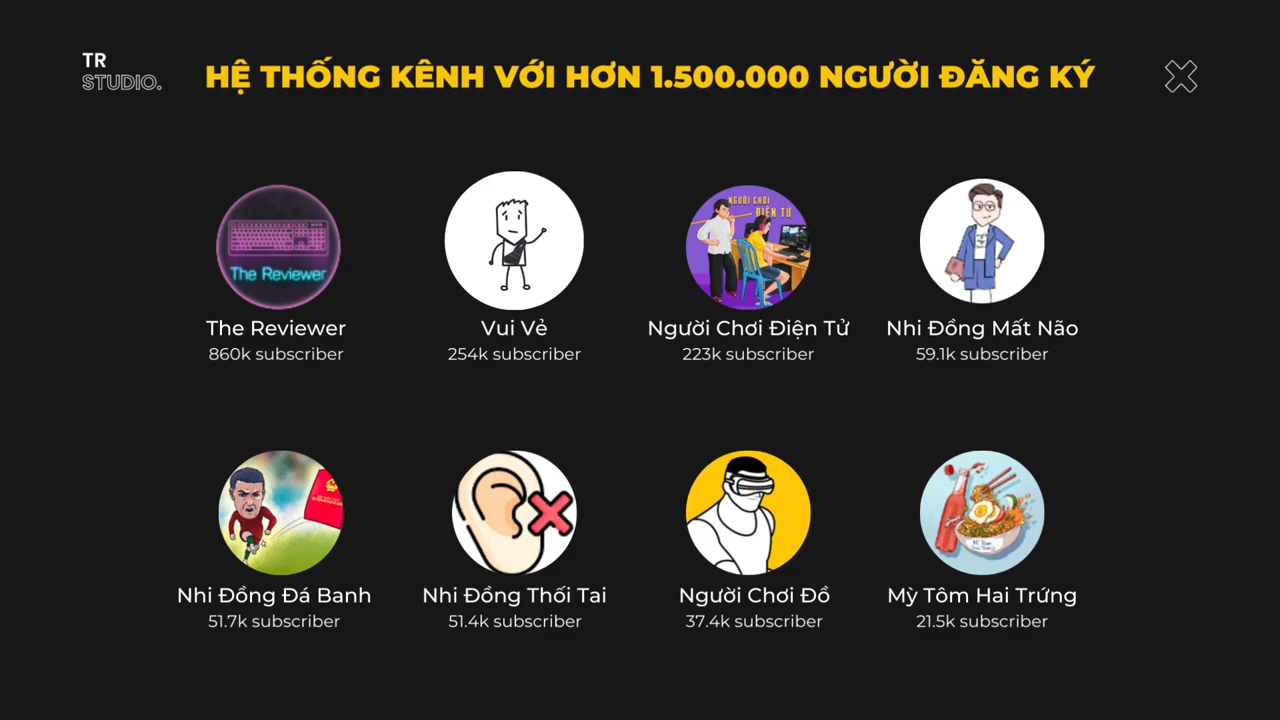 TR
STUDIO.
HỆ THỐNG KÊNH VỚI HƠN 1.500.000 NGƯỜI ĐĂNG KÝ
The Reviewer
NGƯỜI CHƠI
ĐIỆN TỬ
The Reviewer
860k subscriber
Vui Vẻ
254k subscriber
Người Chơi Điện Tử
223k subscriber
Nhi Đồng Mất Não
59.1k subscriber
Nhi Đồng Đá Banh
51.7k subscriber
Nhi Đồng Thối Tai
51.4k subscriber
Người Chơi Đồ
37.4k subscriber
Mỳ Tôm Hai Trứng
21.5k subscriber